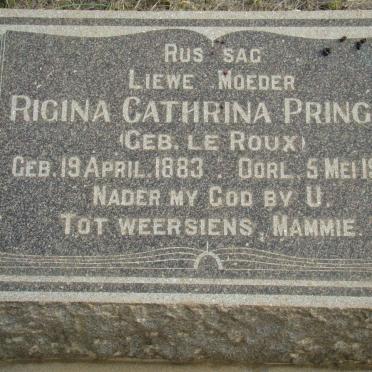 RUS SAG
LIEWE MOEDER
RIGINA CATHRINA PRING
(GEB. LE ROUX)
GEB. 19 APRIL 1883 . OORL. 5 MEI 19
NADER MY GOD BY U.
TOT WEERSIENS, MAMMIE.